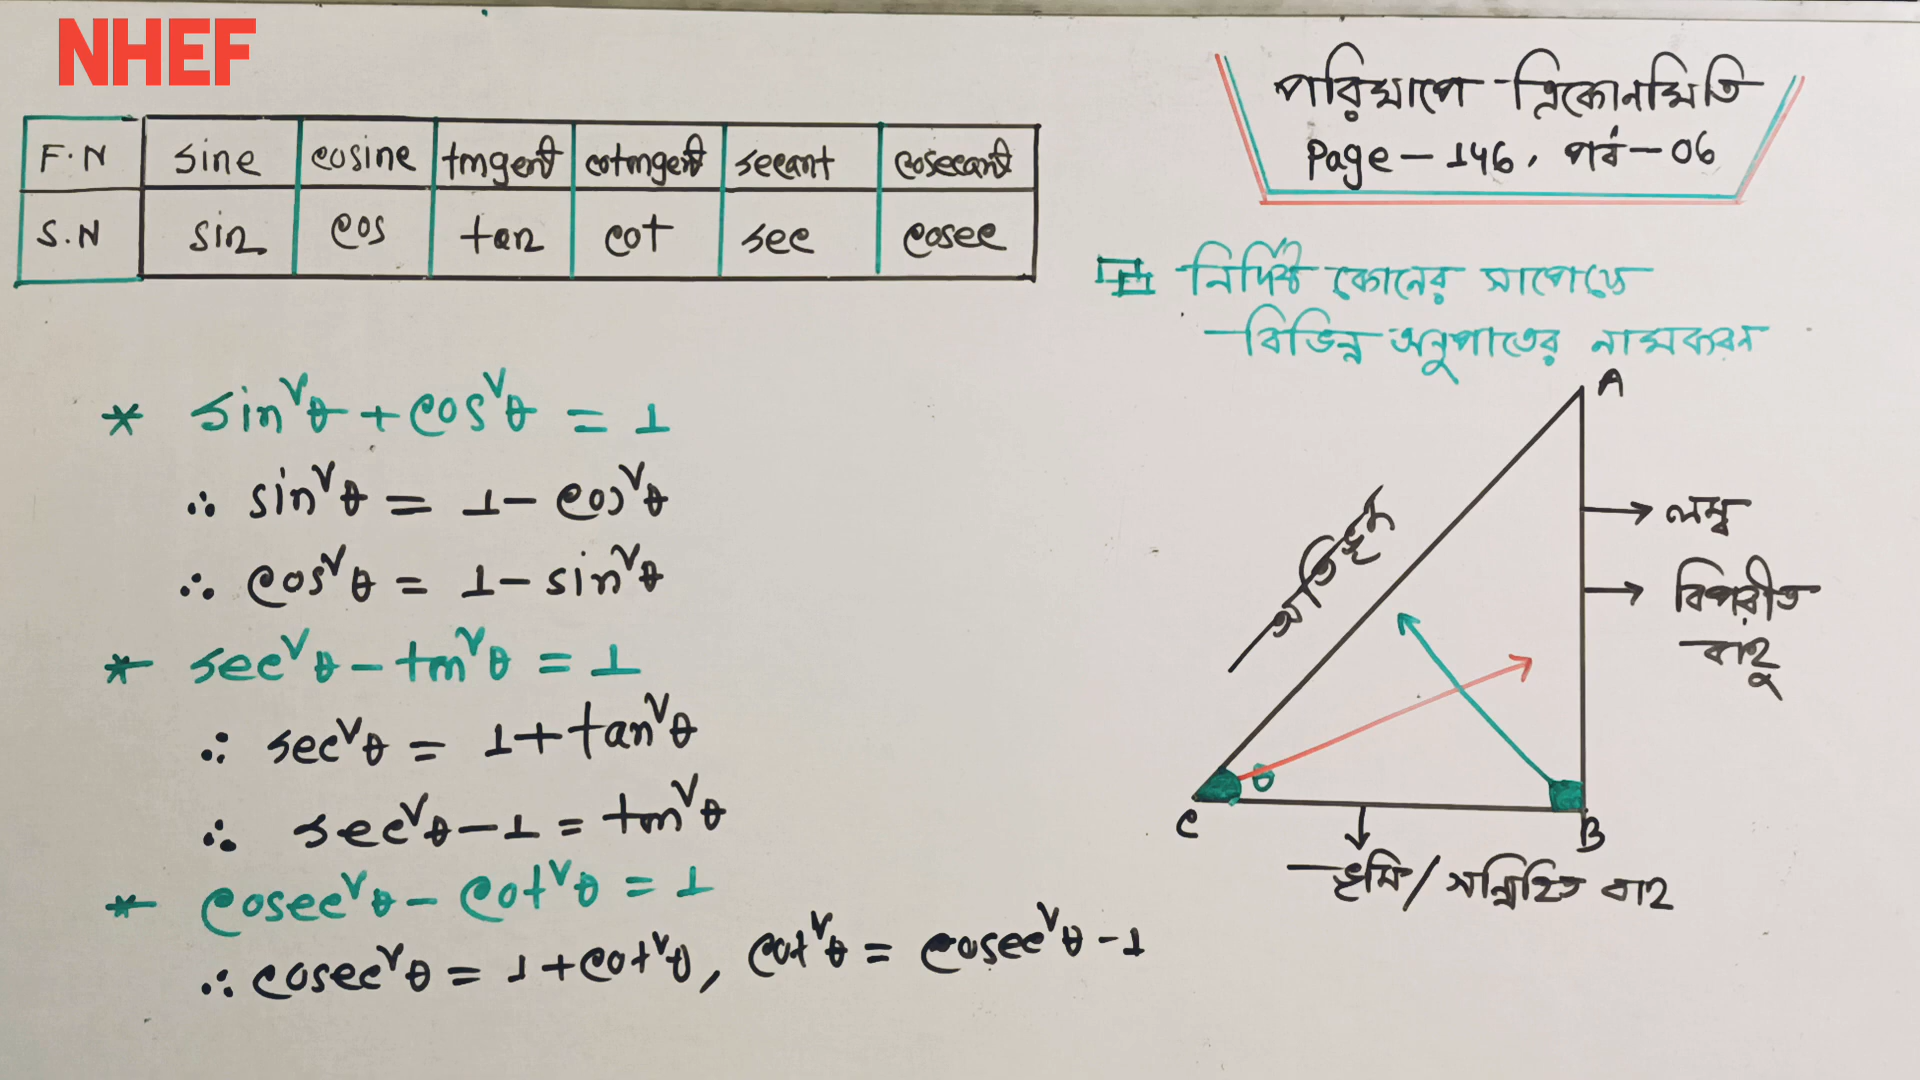 NHEF
পরিমাপে ত্রিকোনমিতি
Page - 146, পর্ব - 06
F.N sine cosine tangent cotangent secant cosecant
S.N sin cos tan cot sec cosec
নির্দিষ্ট কোনের সাপেক্ষে
বিভিন্ন অনুপাতের নামকরন
* sin²θ + cos²θ = 1
∴ sin²θ = 1 - cos²θ
∴ cos²θ = 1 - sin²θ
* sec²θ - tan²θ = 1
∴ sec²θ = 1 + tan²θ
∴ sec²θ - 1 = tan²θ
* cosec²θ - cot²θ = 1
∴ cosec²θ = 1 + cot²θ, cot²θ = cosec²θ - 1
A
অতিভূজ
লম্ব
বিপরীত
বাহু
θ
C
B
ভূমি / সন্নিহিত বাহু